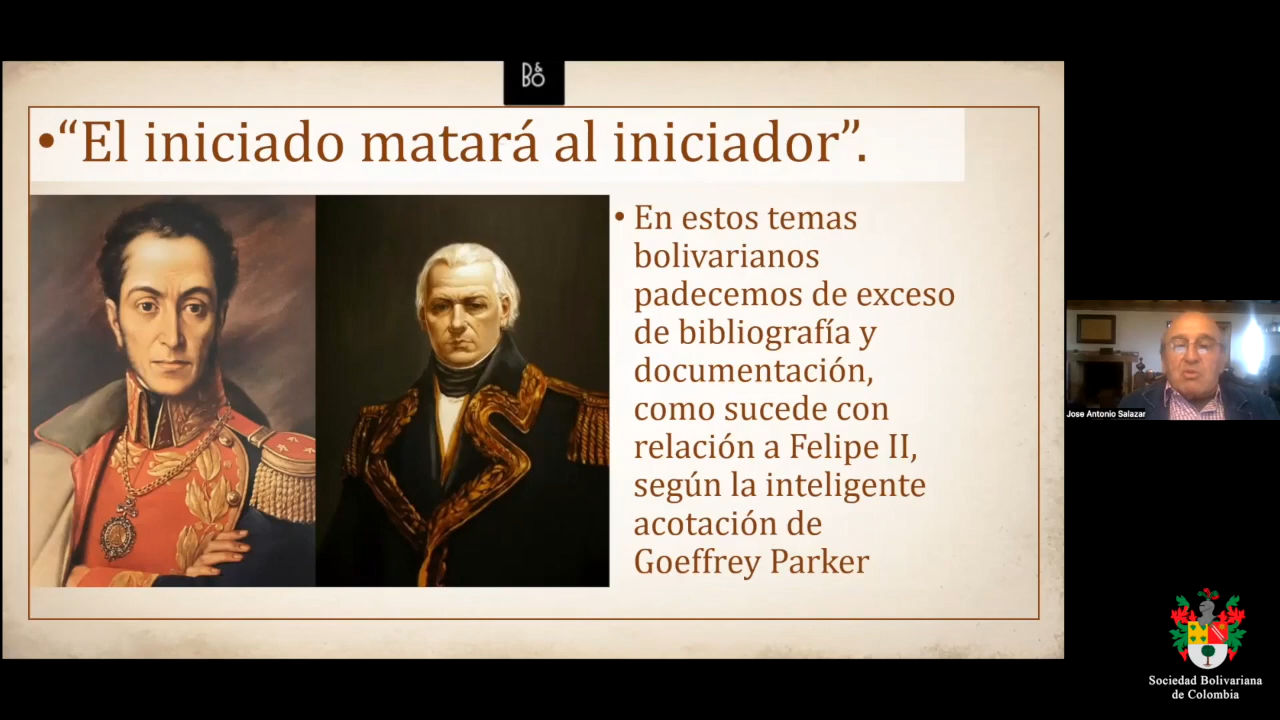 B&O
•“El iniciado matará al iniciador”.
• En estos temas
bolivarianos
padecemos de exceso
de bibliografía y
documentación,
como sucede con
relación a Felipe II,
según la inteligente
acotación de
Goeffrey Parker
Jose Antonio Salazar
Sociedad Bolivariana
de Colombia